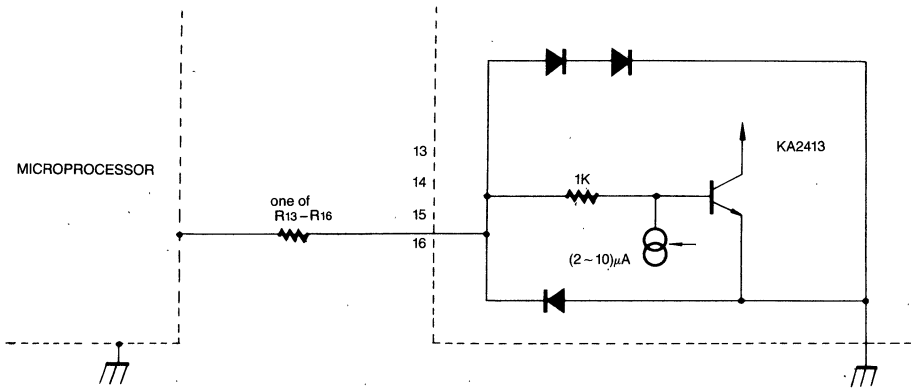 MICROPROCESSOR
one of
R13–R16
13
14
15
16
1K
(2 ~ 10)μA
KA2413